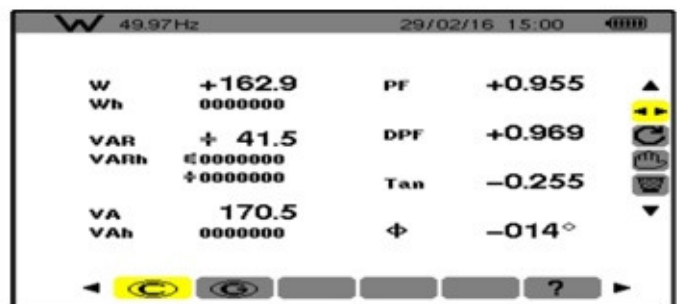 W 49.97Hz 29/02/16 15:00
W +162.9 PF +0.955
Wh 0000000
VAR ÷ 41.5 DPF +0.969
VARh 0000000
÷0000000 Tan −0.255
VA 170.5
VAh 0000000 Φ −014°
?